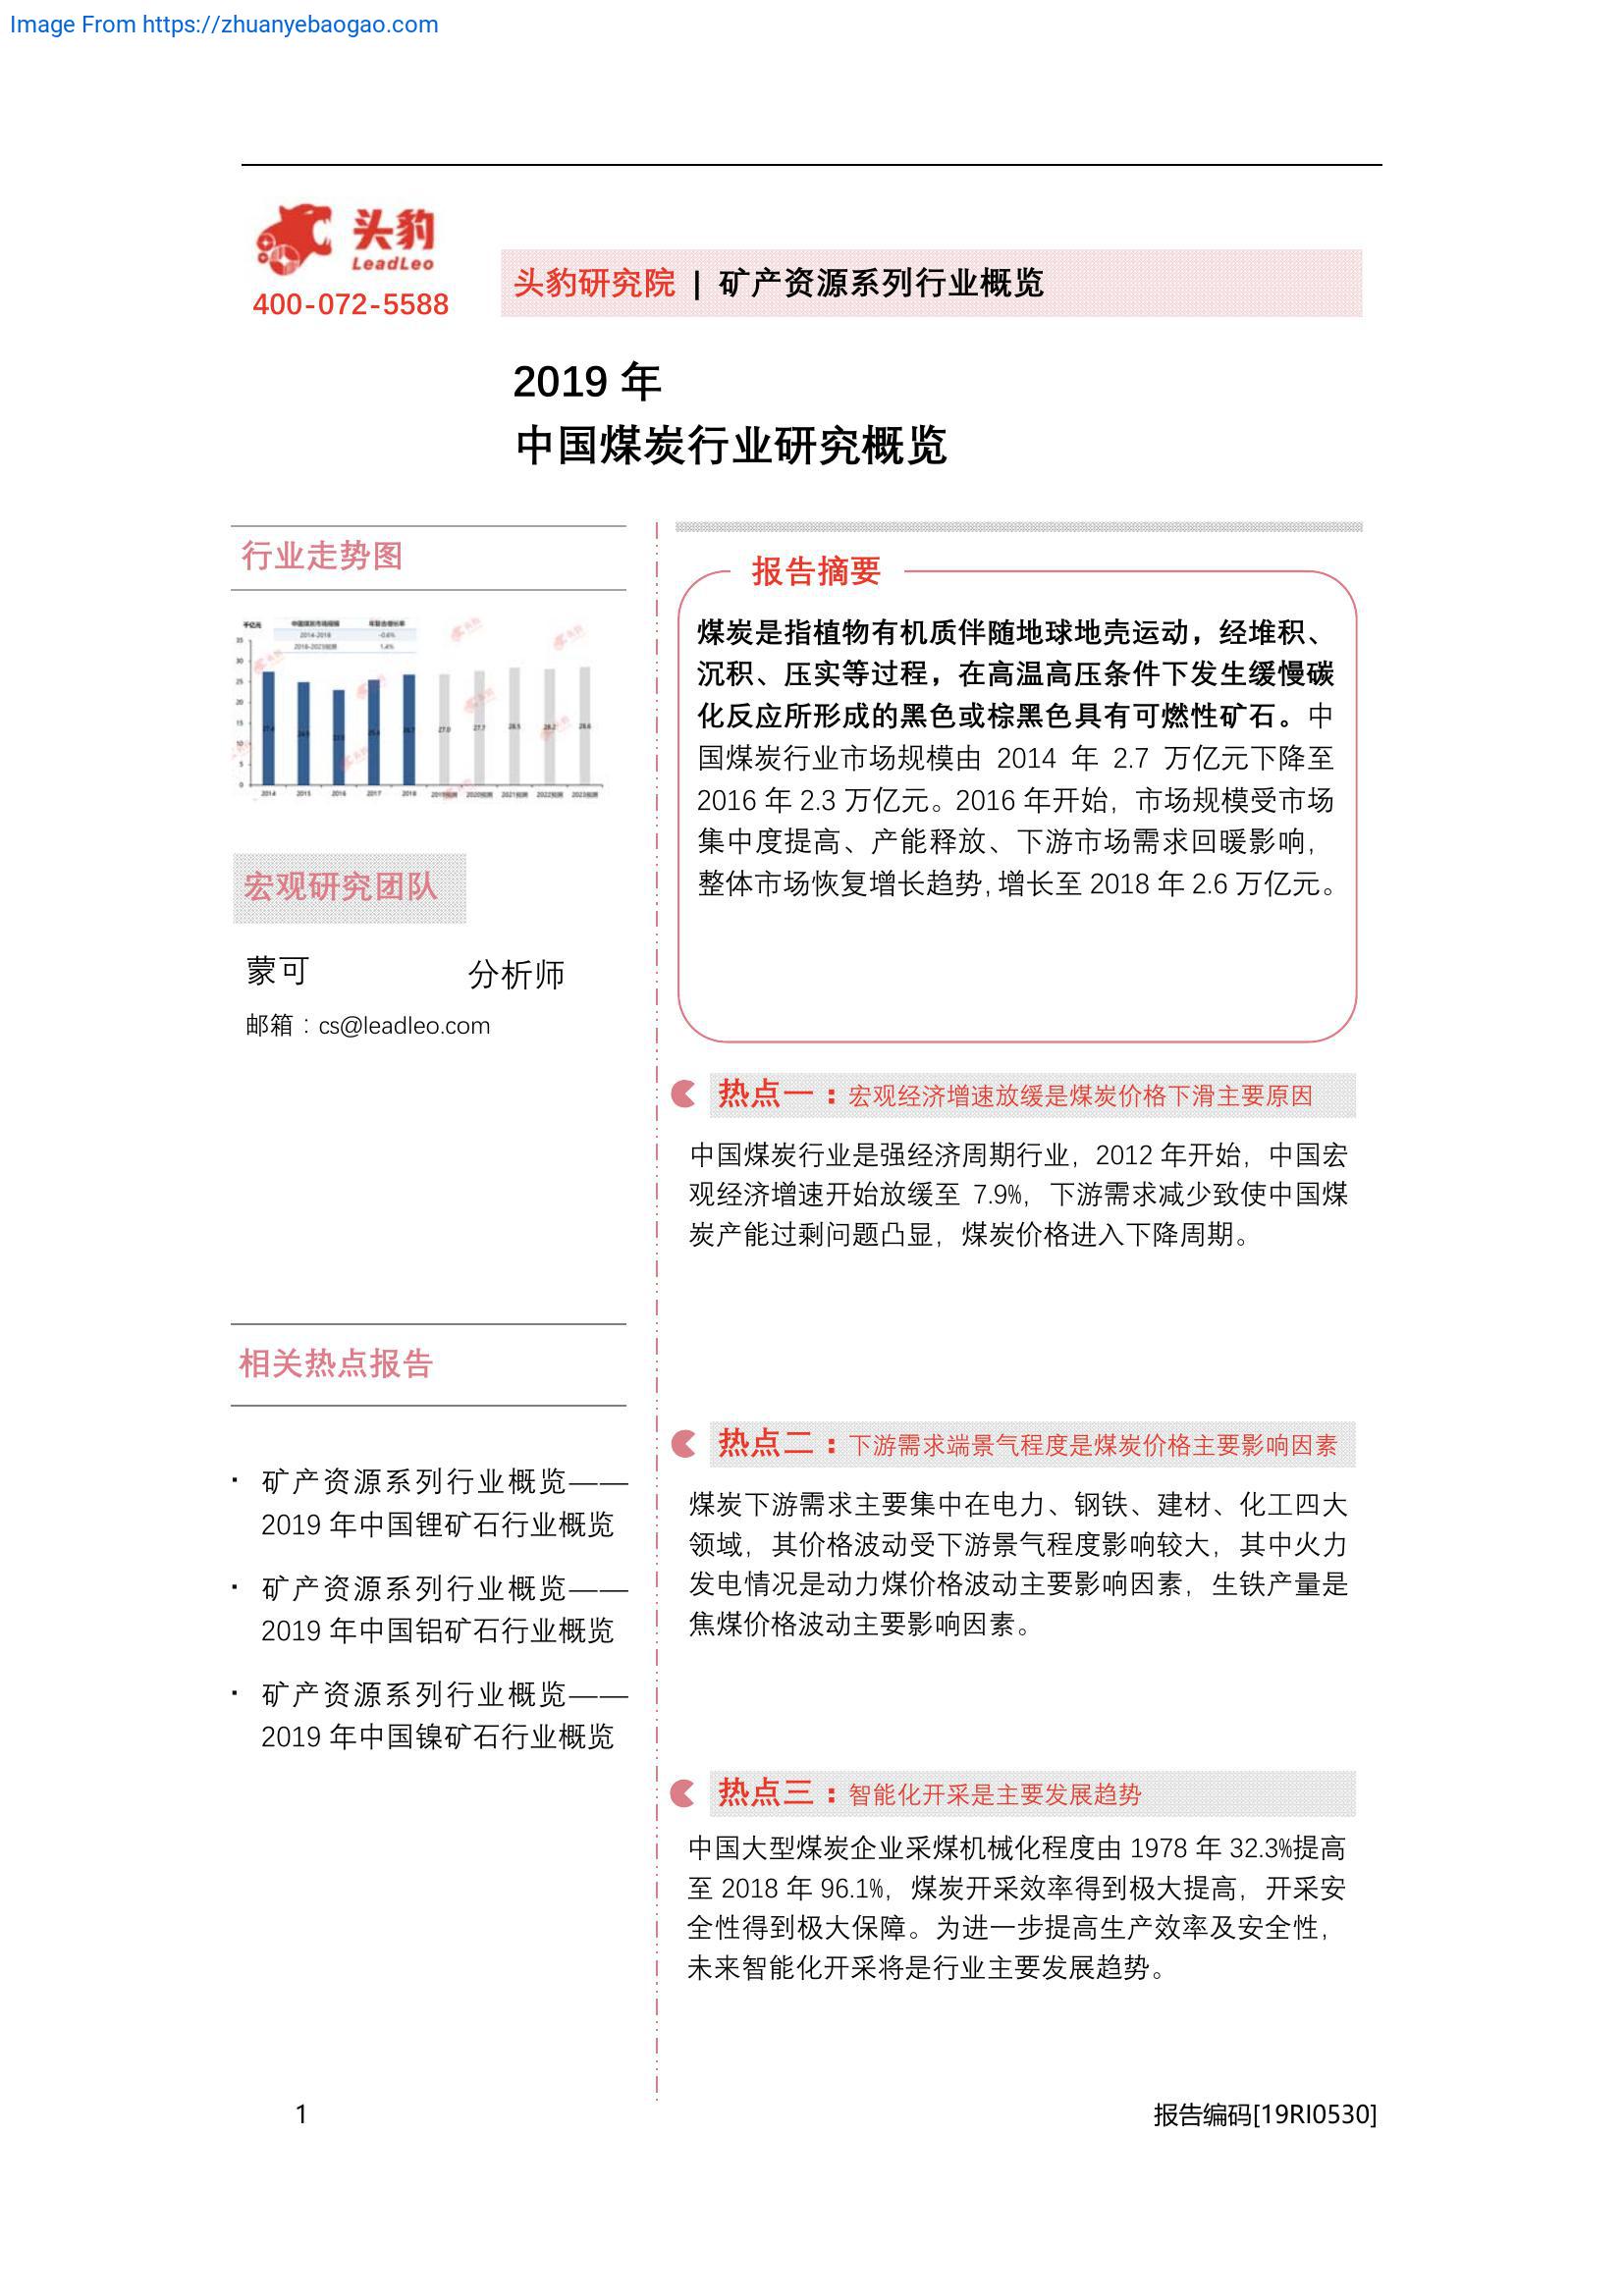 Image From https://zhuanyebaogao.com
头豹
LeadLeo
400-072-5588
头豹研究院 | 矿产资源系列行业概览
2019 年
中国煤炭行业研究概览
行业走势图
千亿元
中国煤炭市场规模 年复合增长率
2014-2018 -0.6%
2018-2023预测 1.4%
35
30
25
20
15
10
5
0
27.0 27.7 28.5 28.2 28.6
2014 2015 2016 2017 2018 2019预测 2020预测 2021预测 2022预测 2023预测
宏观研究团队
蒙可 分析师
邮箱：cs@leadleo.com
相关热点报告
· 矿产资源系列行业概览——
2019 年中国锂矿石行业概览
· 矿产资源系列行业概览——
2019 年中国铝矿石行业概览
· 矿产资源系列行业概览——
2019 年中国镍矿石行业概览
报告摘要
煤炭是指植物有机质伴随地球地壳运动，经堆积、
沉积、压实等过程，在高温高压条件下发生缓慢碳
化反应所形成的黑色或棕黑色具有可燃性矿石。中
国煤炭行业市场规模由 2014 年 2.7 万亿元下降至
2016 年 2.3 万亿元。2016 年开始，市场规模受市场
集中度提高、产能释放、下游市场需求回暖影响，
整体市场恢复增长趋势，增长至 2018 年 2.6 万亿元。
热点一：宏观经济增速放缓是煤炭价格下滑主要原因
中国煤炭行业是强经济周期行业，2012 年开始，中国宏
观经济增速开始放缓至 7.9%，下游需求减少致使中国煤
炭产能过剩问题凸显，煤炭价格进入下降周期。
热点二：下游需求端景气程度是煤炭价格主要影响因素
煤炭下游需求主要集中在电力、钢铁、建材、化工四大
领域，其价格波动受下游景气程度影响较大，其中火力
发电情况是动力煤价格波动主要影响因素，生铁产量是
焦煤价格波动主要影响因素。
热点三：智能化开采是主要发展趋势
中国大型煤炭企业采煤机械化程度由 1978 年 32.3%提高
至 2018 年 96.1%，煤炭开采效率得到极大提高，开采安
全性得到极大保障。为进一步提高生产效率及安全性，
未来智能化开采将是行业主要发展趋势。
1
报告编码[19RI0530]